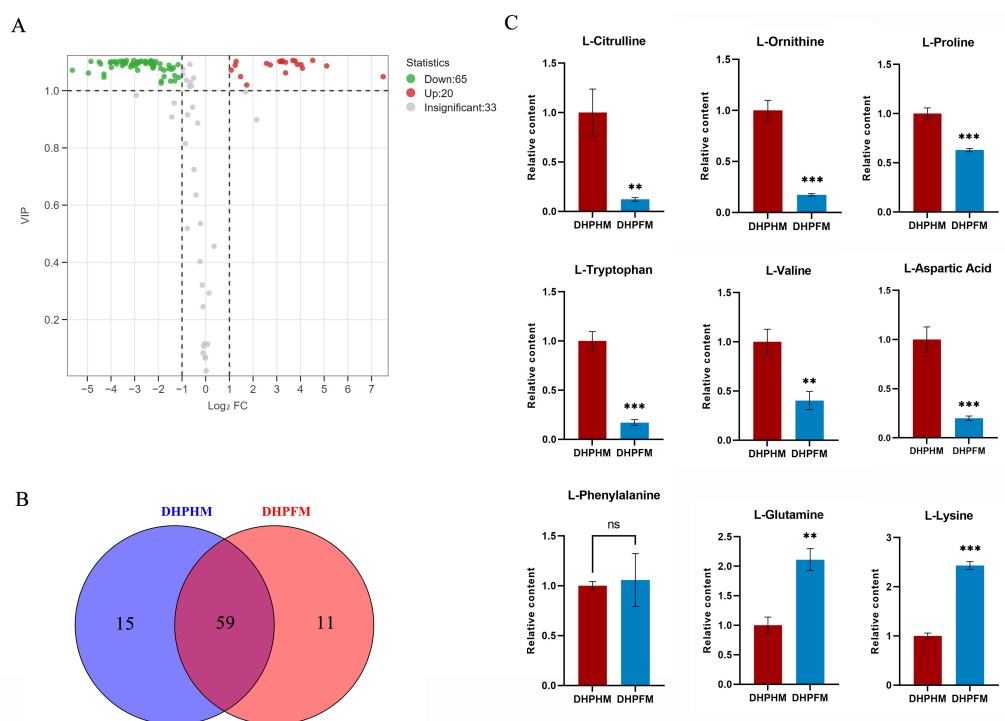 A
Statistics
Down:65
Up:20
Insignificant:33
VIP
1.0
0.8
0.6
0.4
0.2
−5 −4 −3 −2 −1 0 1 2 3 4 5 6 7
Log₂ FC
B
DHPHM DHPFM
15 59 11
C
L-Citrulline
Relative content
1.5
1.0
0.5
0.0
**
DHPHM DHPFM
L-Ornithine
Relative content
1.5
1.0
0.5
0.0
***
DHPHM DHPFM
L-Proline
Relative content
1.5
1.0
0.5
0.0
***
DHPHM DHPFM
L-Tryptophan
Relative content
1.5
1.0
0.5
0.0
***
DHPHM DHPFM
L-Valine
Relative content
1.5
1.0
0.5
0.0
**
DHPHM DHPFM
L-Aspartic Acid
Relative content
1.5
1.0
0.5
0.0
***
DHPHM DHPFM
L-Phenylalanine
Relative content
1.5
1.0
0.5
0.0
ns
DHPHM DHPFM
L-Glutamine
Relative content
2.5
2.0
1.5
1.0
0.5
0.0
**
DHPHM DHPFM
L-Lysine
Relative content
3
2
1
0
***
DHPHM DHPFM